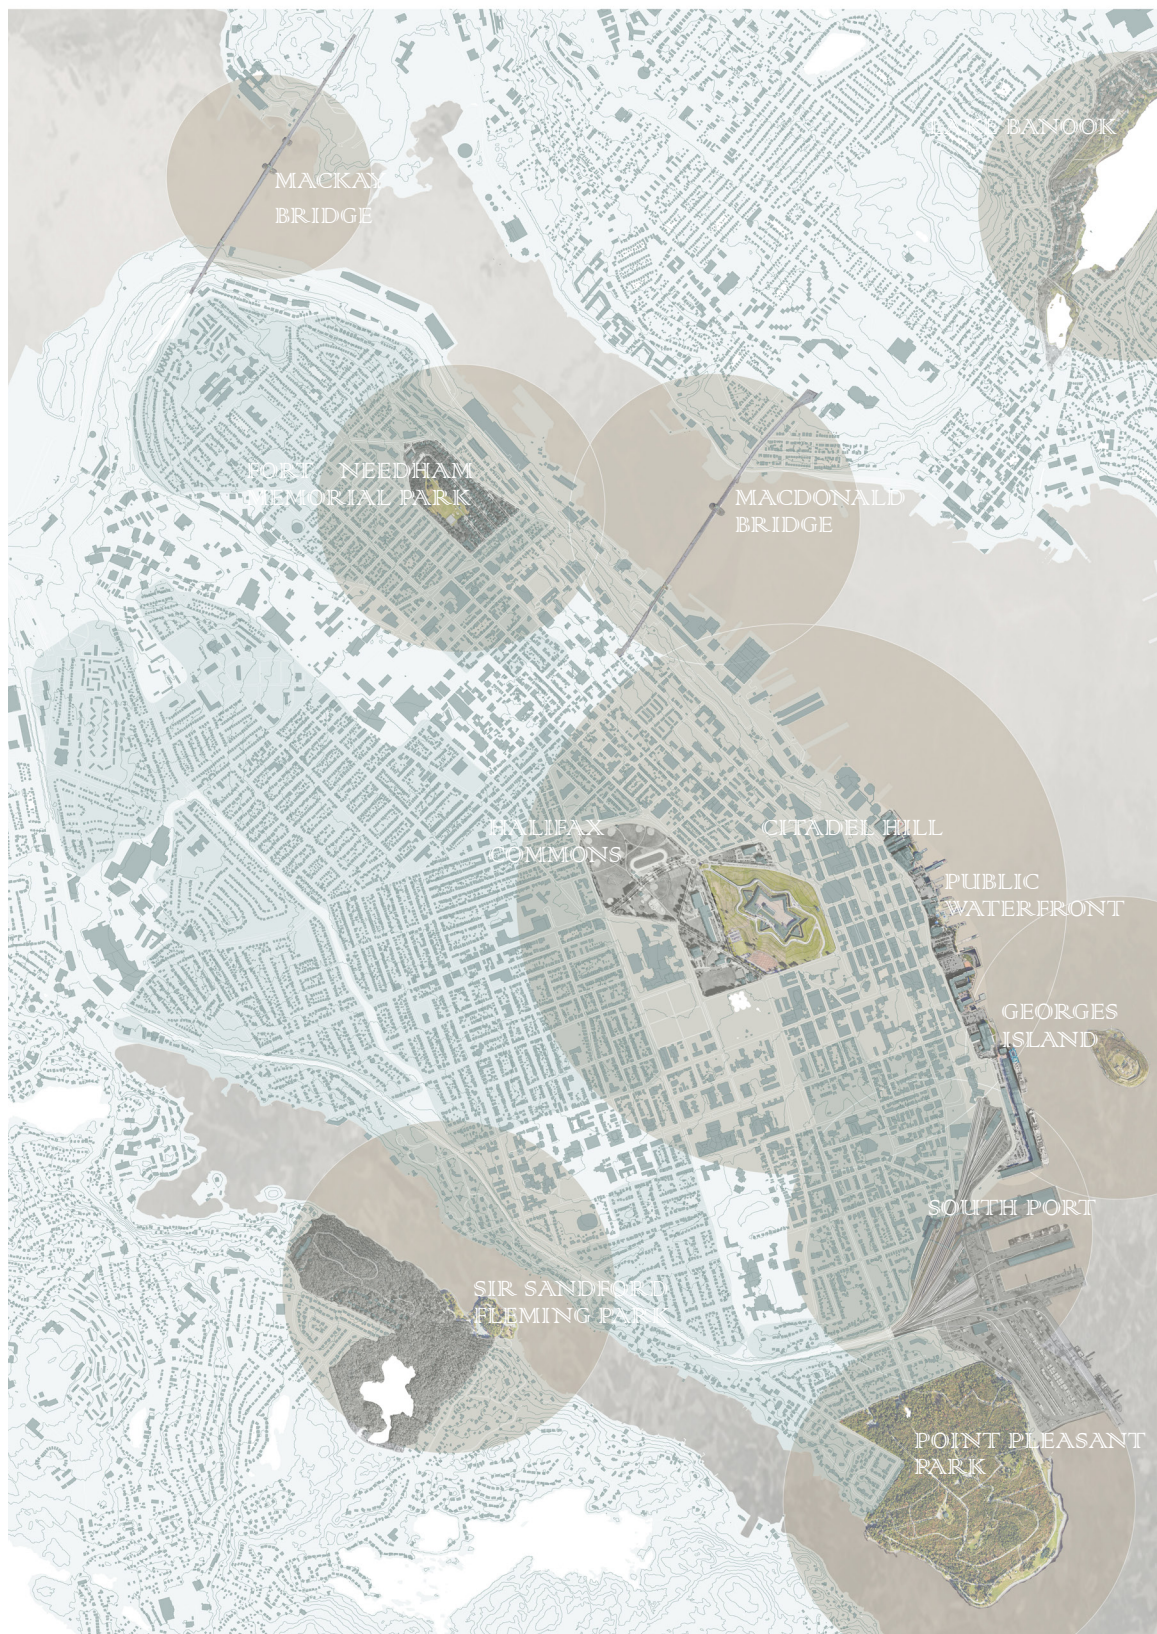 LAKE BANOOK
MACKAY
BRIDGE
FORT NEEDHAM
MEMORIAL PARK
MACDONALD
BRIDGE
HALIFAX
COMMONS
CITADEL HILL
PUBLIC
WATERFRONT
GEORGES
ISLAND
SOUTH PORT
SIR SANDFORD
FLEMING PARK
POINT PLEASANT
PARK